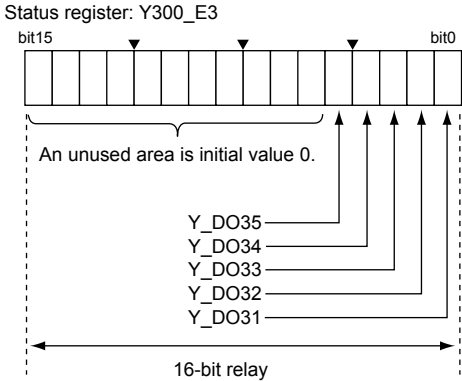 Status register: Y300_E3
bit15 bit0
An unused area is initial value 0.
Y_DO35
Y_DO34
Y_DO33
Y_DO32
Y_DO31
16-bit relay